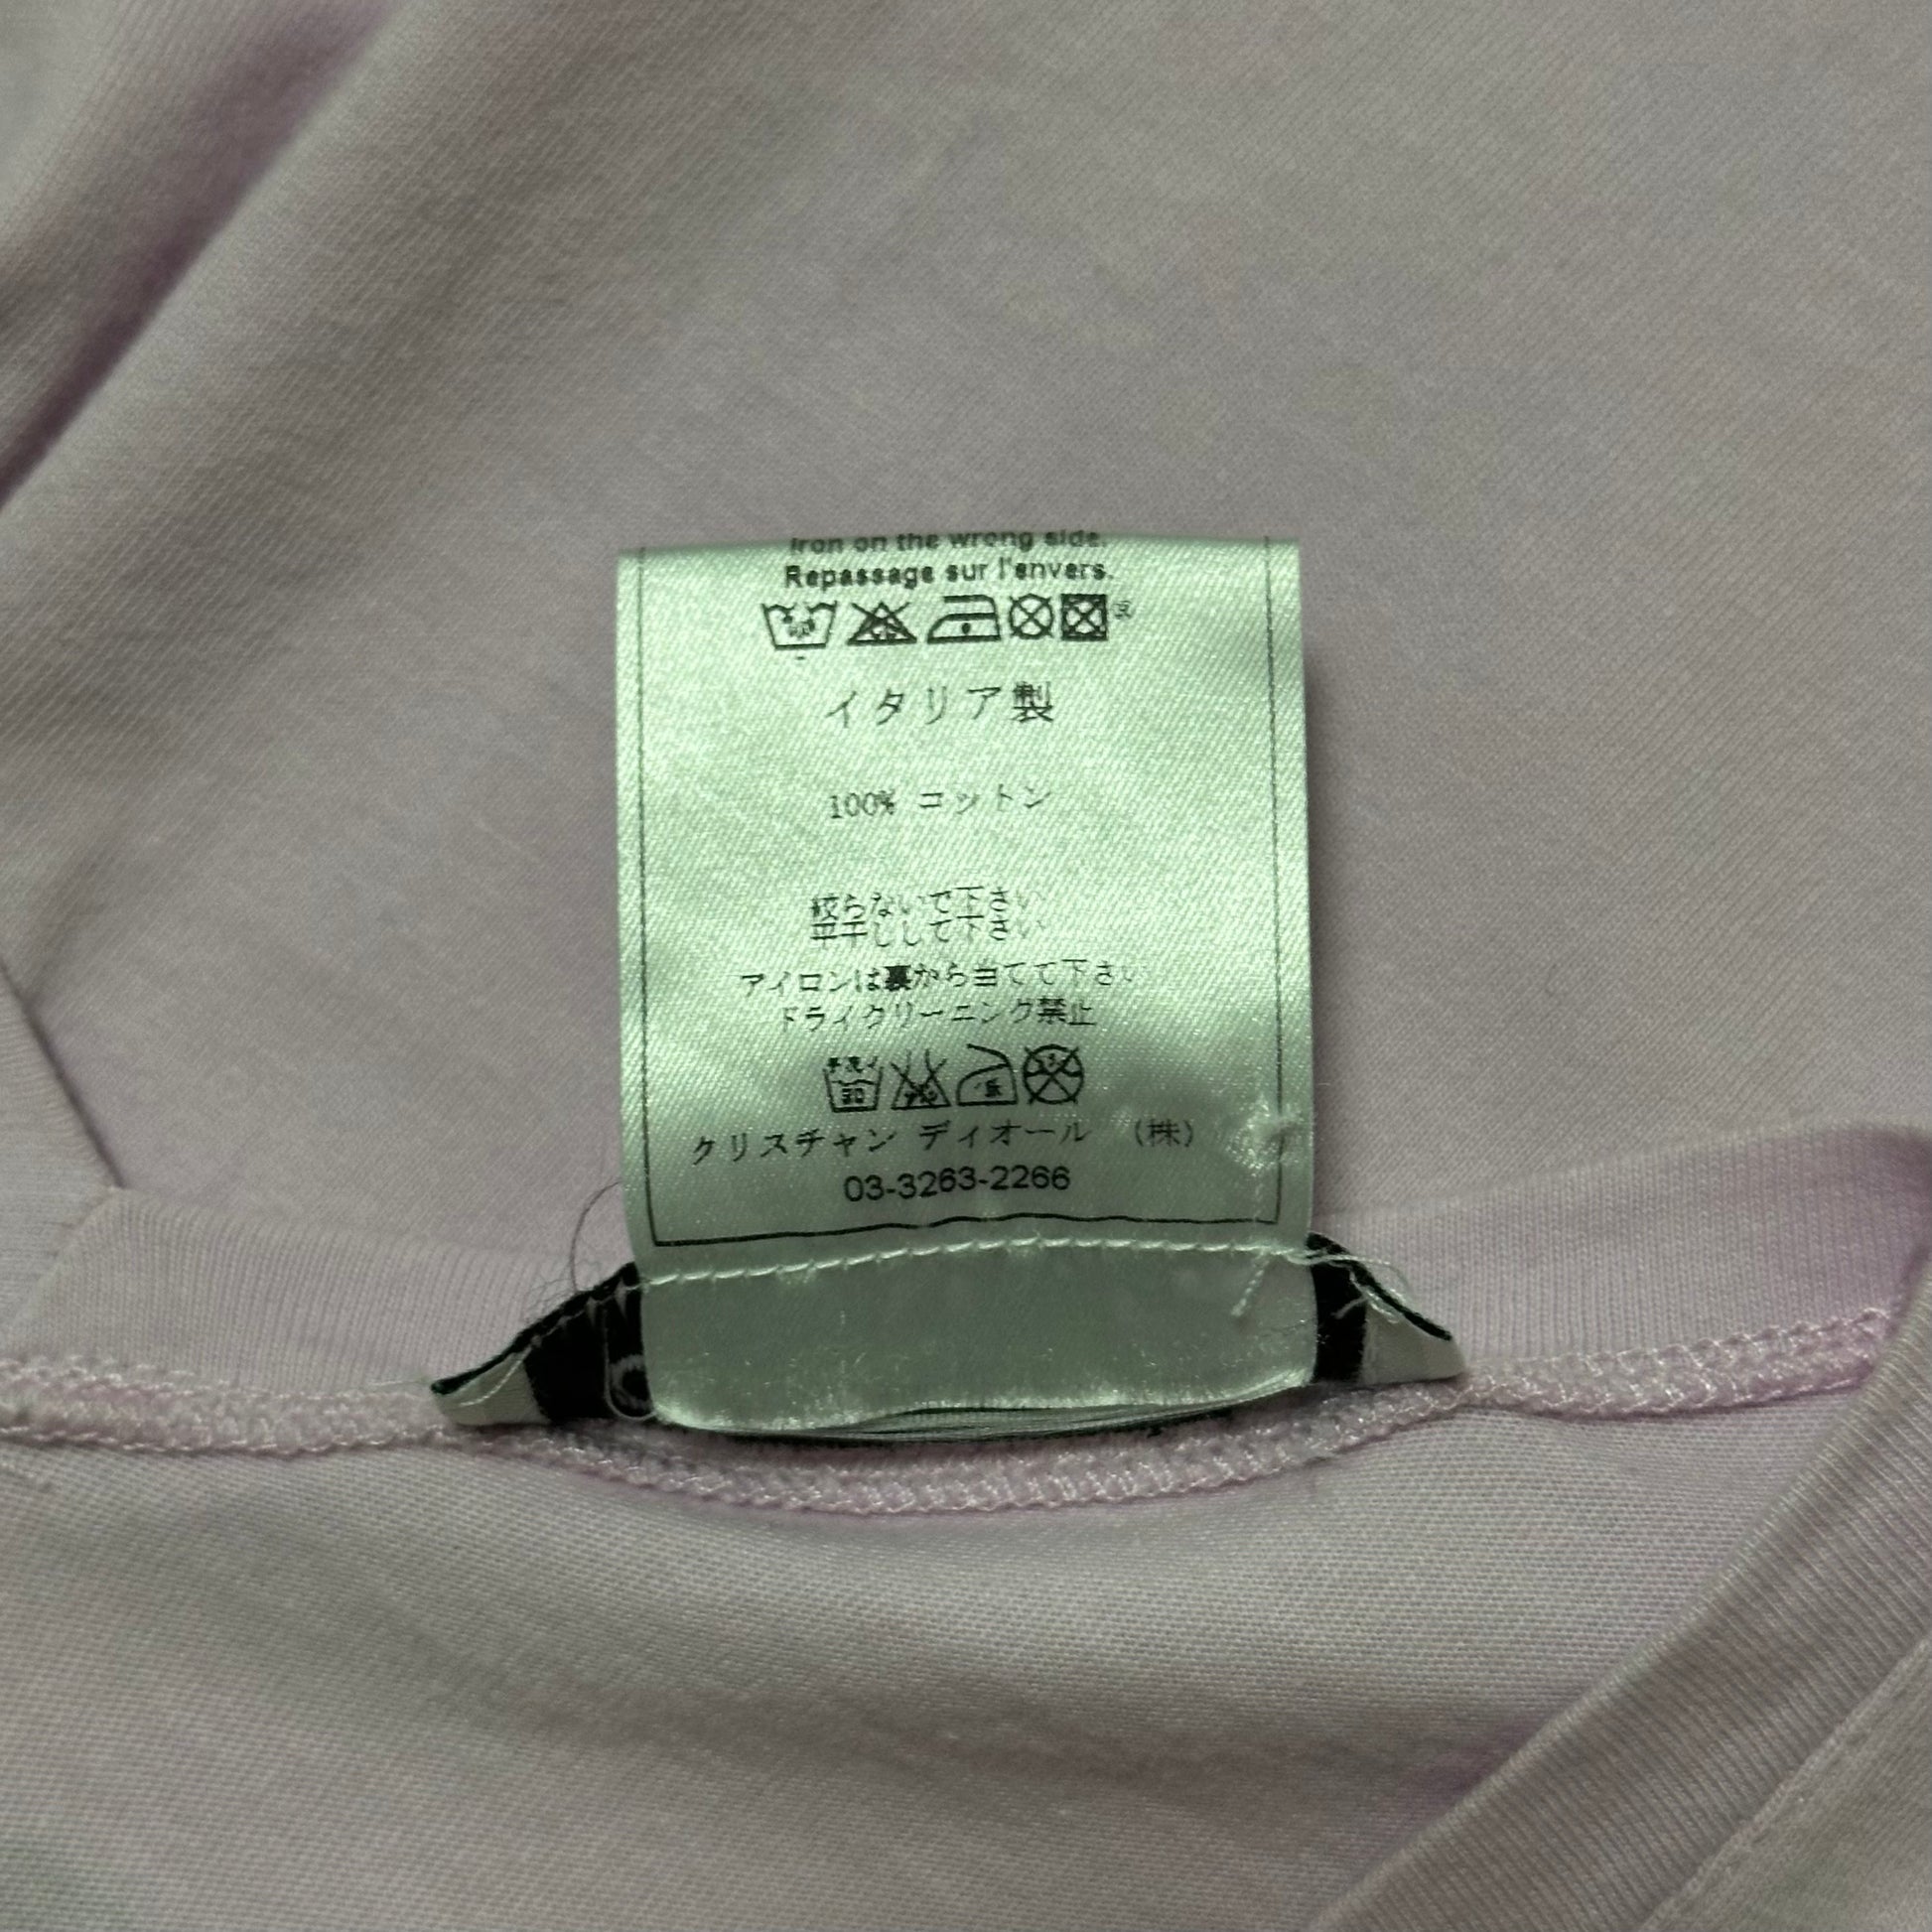 Iron on the wrong side.
Repassage sur l'envers.
イタリア製
100% コットン
絞らないで下さい
平干しして下さい
アイロンは裏から当てて下さい
ドライクリーニング禁止
クリスチャン ディオール (株)
03-3263-2266